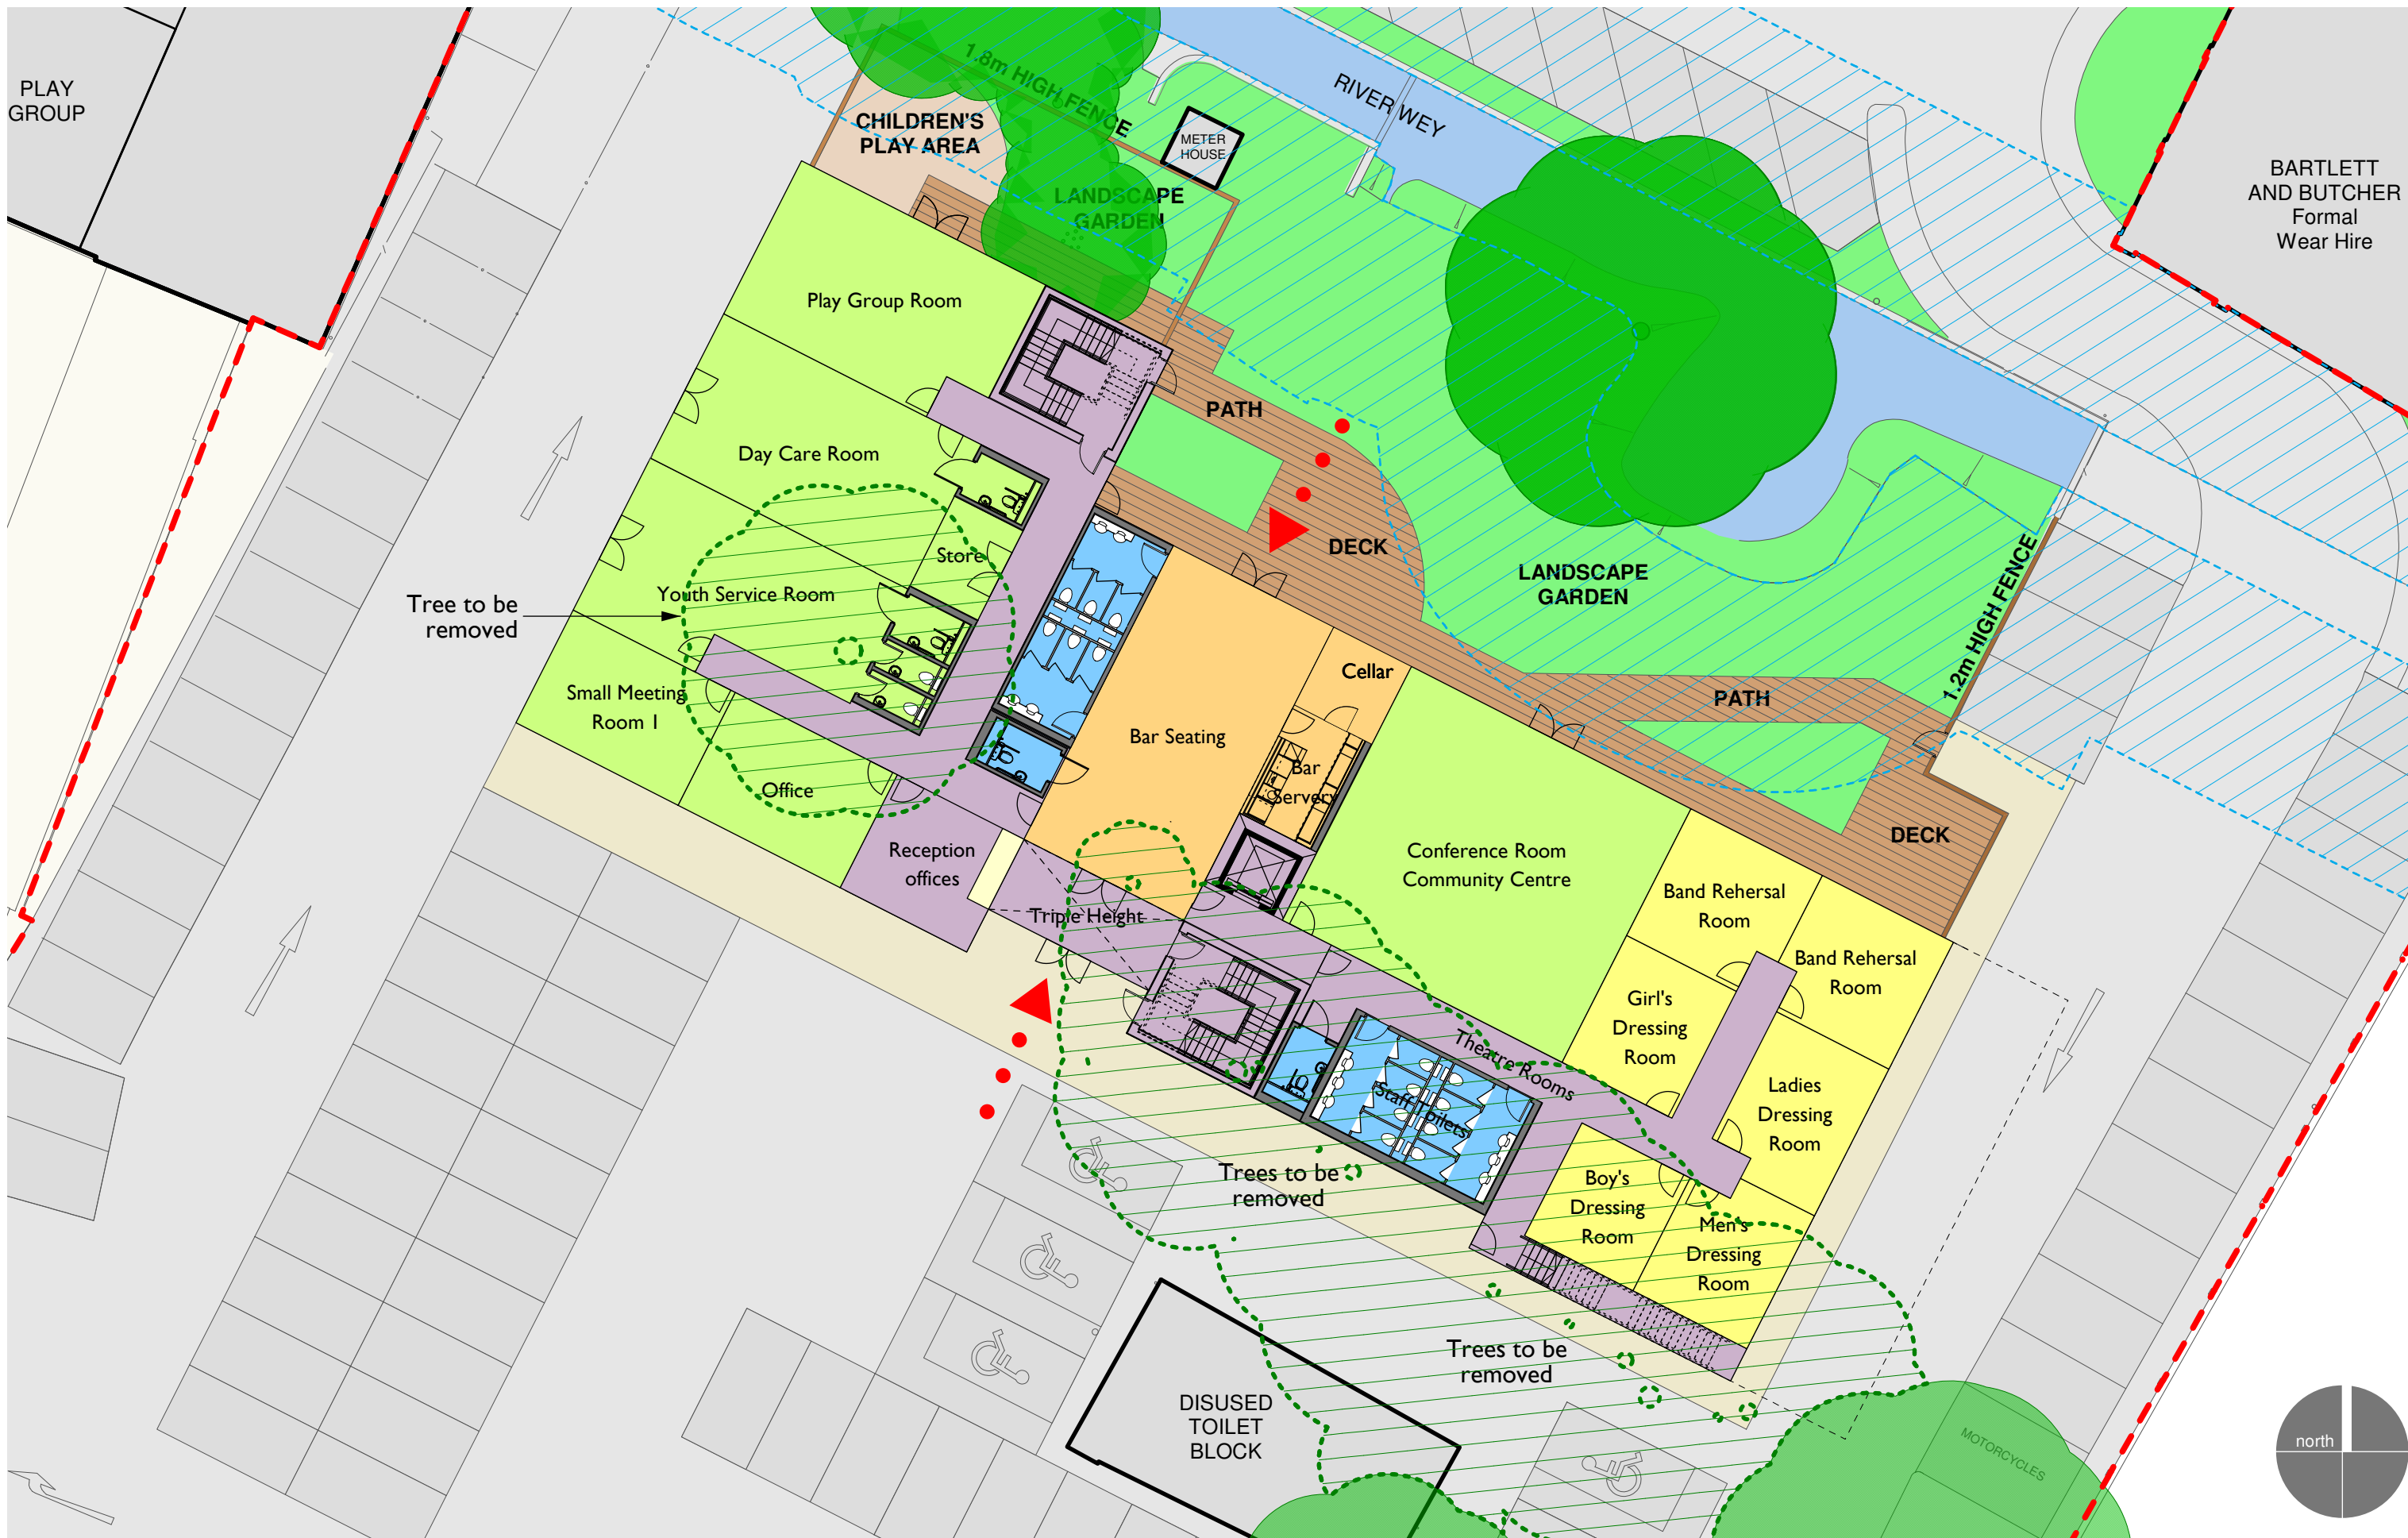 PLAY
GROUP
1.8m HIGH FENCE
CHILDREN'S
PLAY AREA
METER
HOUSE
RIVER WEY
LANDSCAPE
GARDEN
BARTLETT
AND BUTCHER
Formal
Wear Hire
Play Group Room
PATH
Day Care Room
DECK
Store
LANDSCAPE
GARDEN
Youth Service Room
Tree to be
removed
1.2m HIGH FENCE
Cellar
Small Meeting
Room 1
PATH
Bar Seating
Bar
Servery
Office
DECK
Reception
offices
Conference Room
Community Centre
Band Rehersal
Room
Triple Height
Band Rehersal
Room
Girl's
Dressing
Room
Theatre Rooms
Staff Toilets
Ladies
Dressing
Room
Trees to be
removed
Boy's
Dressing
Room
Men's
Dressing
Room
Trees to be
removed
DISUSED
TOILET
BLOCK
MOTORCYCLES
north